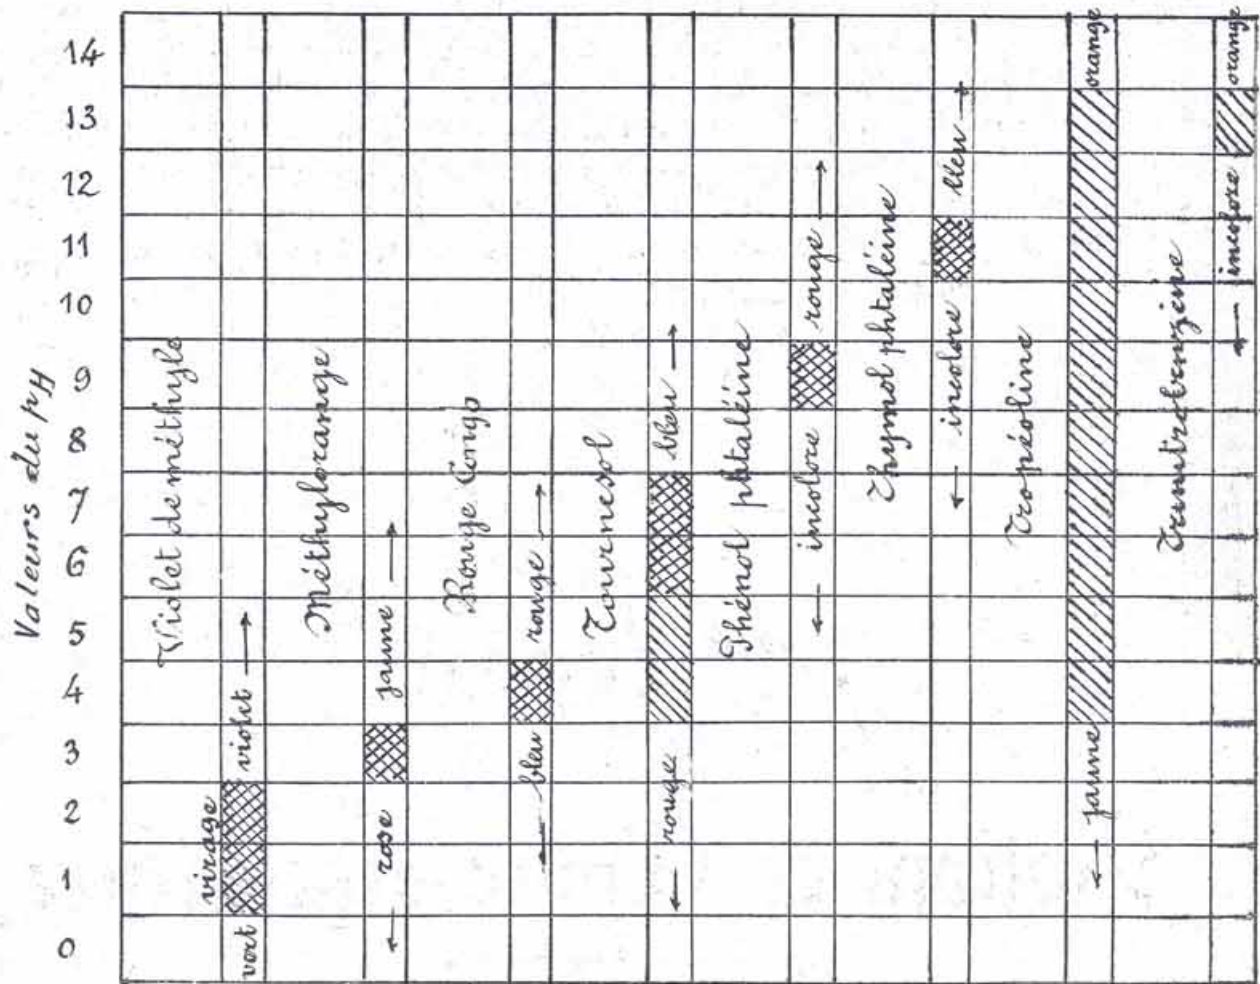 Valeurs du pH
14
13
12
11
10
9
8
7
6
5
4
3
2
1
0
Violet de méthyle
vert
virage
violet
Méthylorange
rose
jaune
Rouge Congo
bleu
rouge
Tournesol
rouge
bleu
Phénol phtaléine
incolore
rouge
Thymol phtaléine
incolore
bleu
Tropéoline
jaune
orange
Trinitrobenzène
incolore
orange